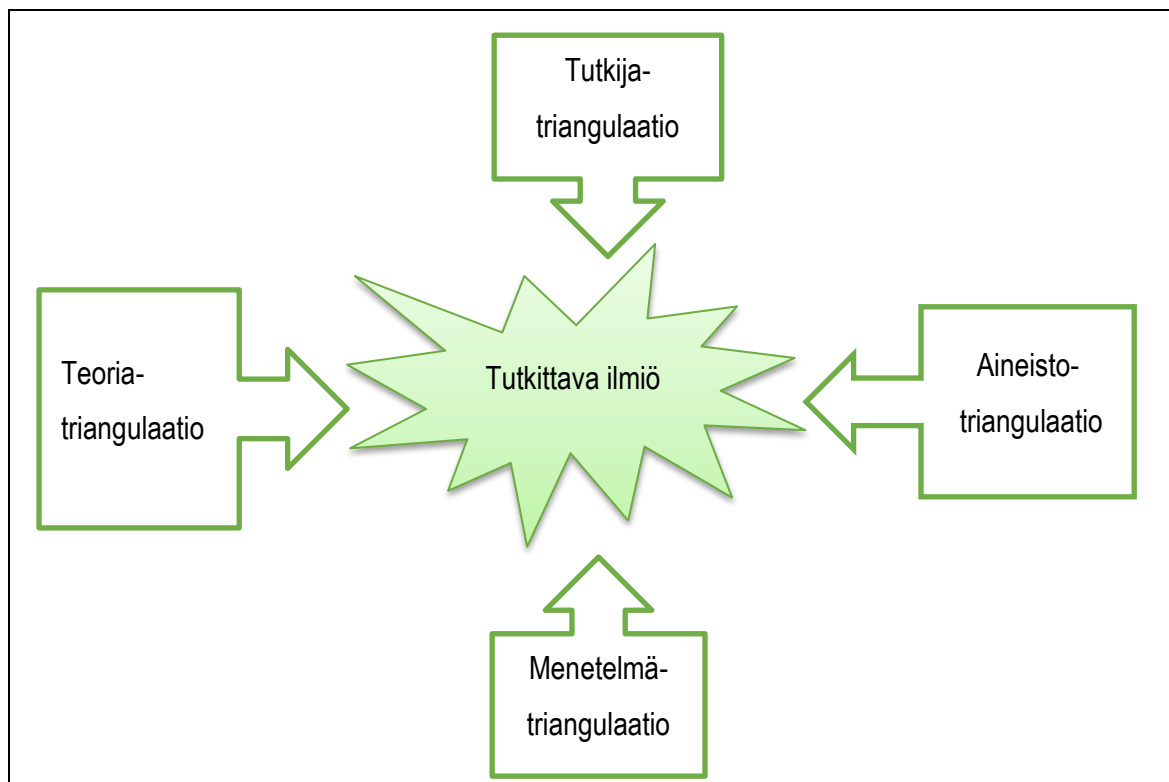 Tutkija-
triangulaatio
Teoria-
triangulaatio
Tutkittava ilmiö
Aineisto-
triangulaatio
Menetelmä-
triangulaatio